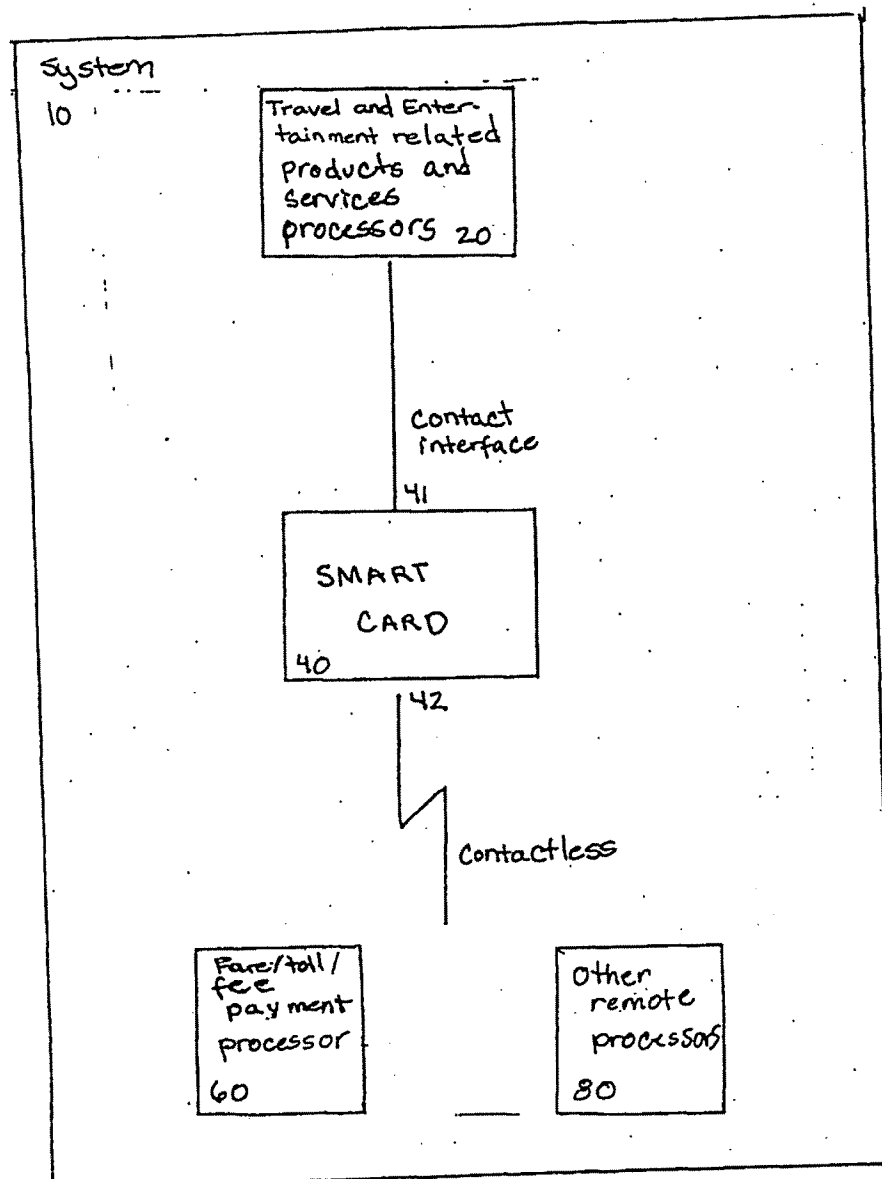 System
10
Travel and Enter-
tainment related
products and
services
processors 20
contact
interface
41
SMART
CARD
40
42
Contactless
Fare/toll/
fee
payment
processor
60
Other
remote
processors
80